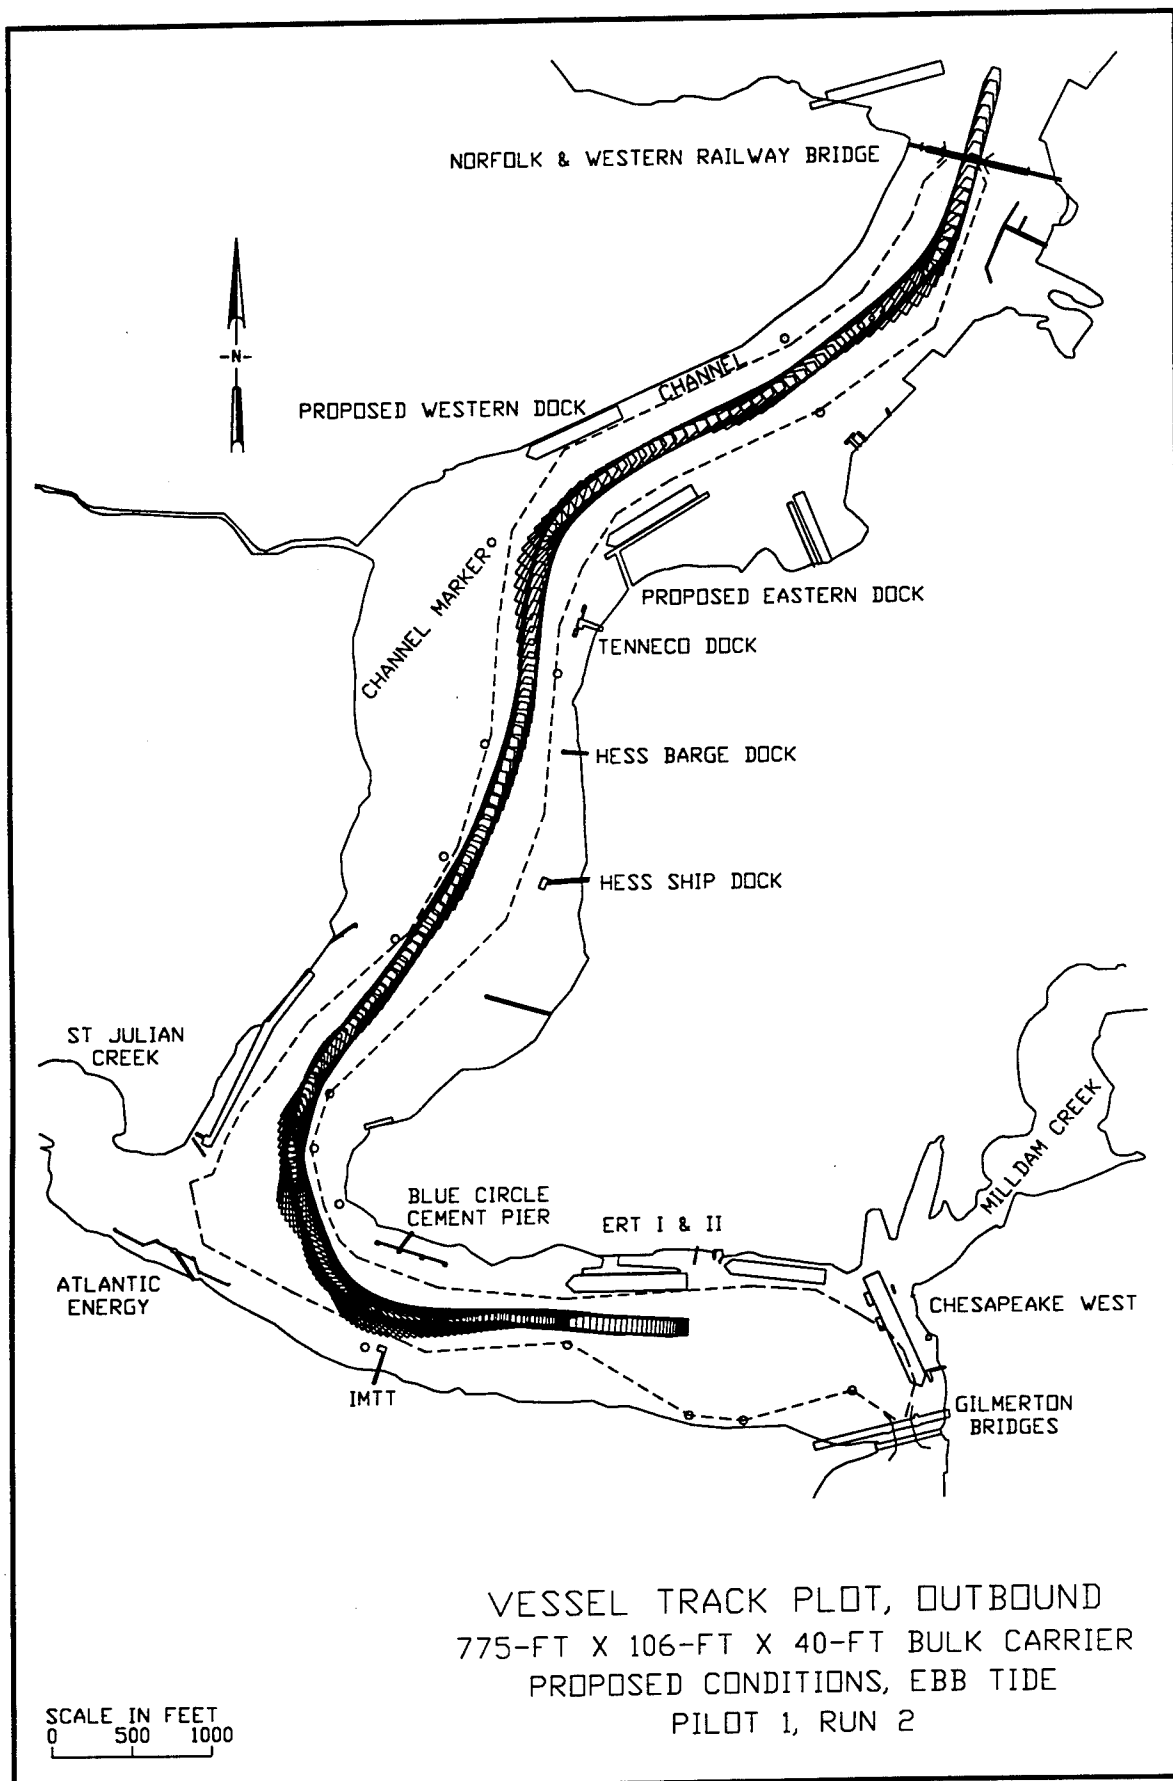 NORFOLK & WESTERN RAILWAY BRIDGE
-N-
CHANNEL
PROPOSED WESTERN DOCK
CHANNEL MARKER
PROPOSED EASTERN DOCK
TENNECO DOCK
HESS BARGE DOCK
HESS SHIP DOCK
ST JULIAN
CREEK
MILLDAM CREEK
BLUE CIRCLE
CEMENT PIER
ERT I & II
ATLANTIC
ENERGY
CHESAPEAKE WEST
IMTT
GILMERTON
BRIDGES
VESSEL TRACK PLOT, OUTBOUND
775-FT X 106-FT X 40-FT BULK CARRIER
PROPOSED CONDITIONS, EBB TIDE
PILOT 1, RUN 2
SCALE IN FEET
0 500 1000